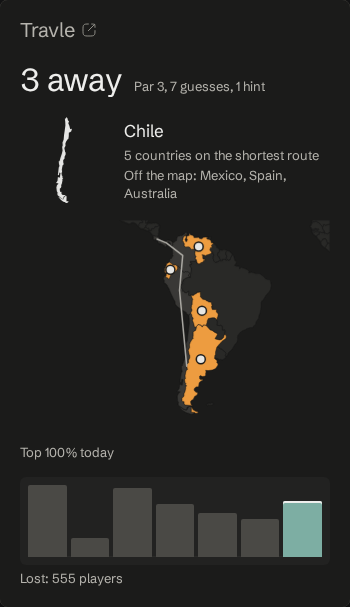 Travle
3 away
Par 3, 7 guesses, 1 hint
Chile
5 countries on the shortest route
Off the map: Mexico, Spain,
Australia
Top 100% today
Lost: 555 players